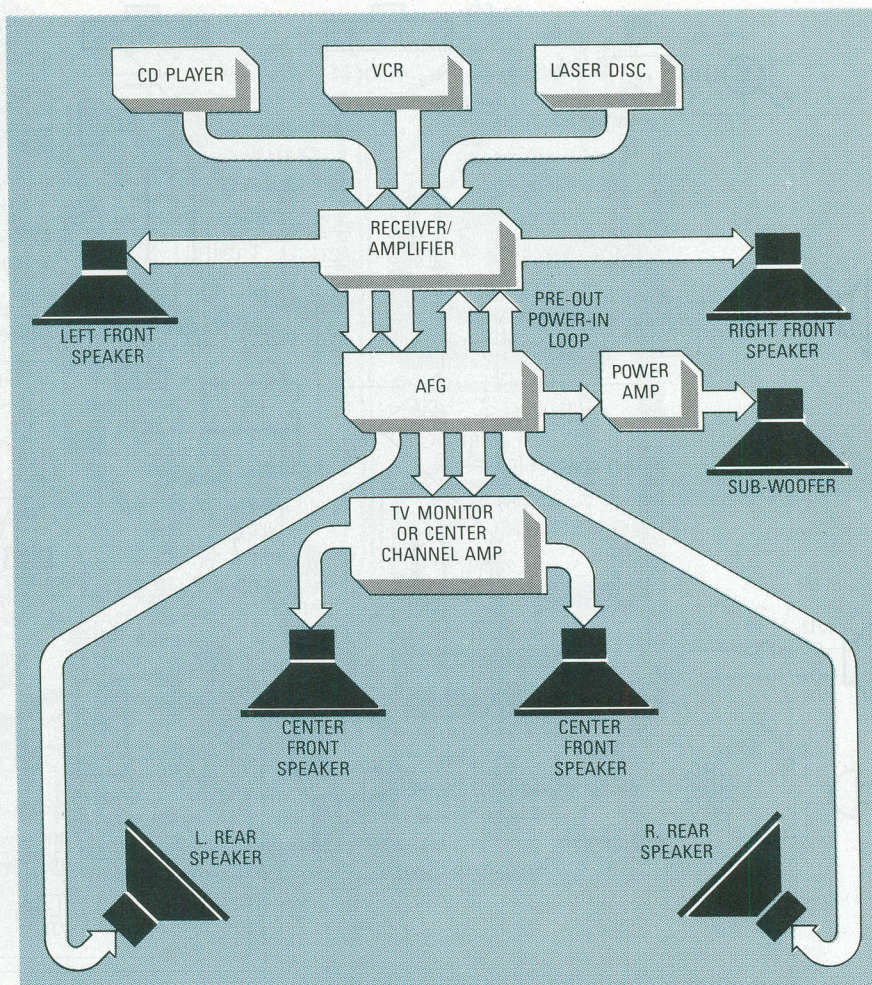 CD PLAYER
VCR
LASER DISC
RECEIVER/
AMPLIFIER
LEFT FRONT
SPEAKER
PRE-OUT
POWER-IN
LOOP
RIGHT FRONT
SPEAKER
AFG
POWER
AMP
SUB-WOOFER
TV MONITOR
OR CENTER
CHANNEL AMP
CENTER
FRONT
SPEAKER
CENTER
FRONT
SPEAKER
L. REAR
SPEAKER
R. REAR
SPEAKER